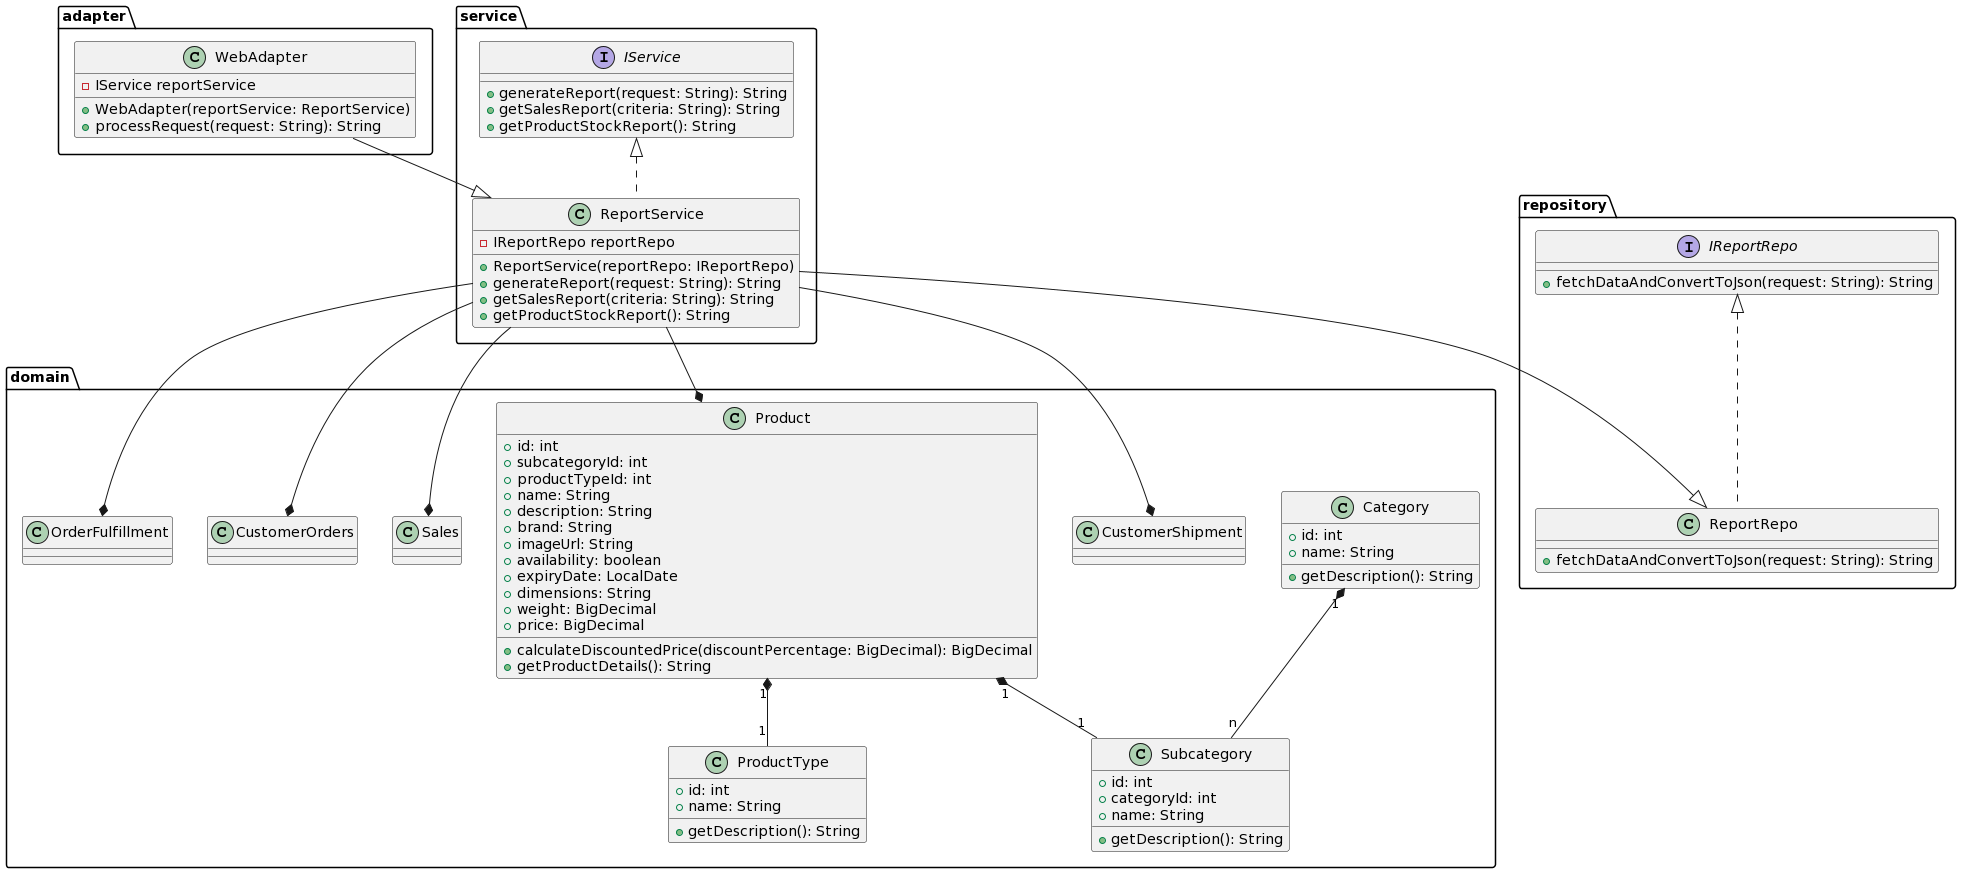 adapter
C WebAdapter
IService reportService
WebAdapter(reportService: ReportService)
processRequest(request: String): String
service
I IService
generateReport(request: String): String
getSalesReport(criteria: String): String
getProductStockReport(): String
C ReportService
IReportRepo reportRepo
ReportService(reportRepo: IReportRepo)
generateReport(request: String): String
getSalesReport(criteria: String): String
getProductStockReport(): String
repository
I IReportRepo
fetchDataAndConvertToJson(request: String): String
C ReportRepo
fetchDataAndConvertToJson(request: String): String
domain
C OrderFulfillment
C CustomerOrders
C Sales
C Product
id: int
subcategoryId: int
productTypeId: int
name: String
description: String
brand: String
imageUrl: String
availability: boolean
expiryDate: LocalDate
dimensions: String
weight: BigDecimal
price: BigDecimal
calculateDiscountedPrice(discountPercentage: BigDecimal): BigDecimal
getProductDetails(): String
C CustomerShipment
C Category
id: int
name: String
getDescription(): String
1
n
1
1
1
1
C ProductType
id: int
name: String
getDescription(): String
C Subcategory
id: int
categoryId: int
name: String
getDescription(): String